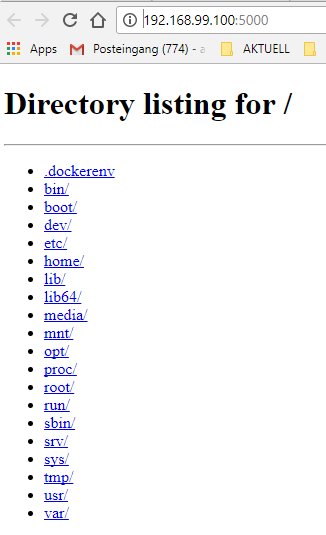 192.168.99.100:5000
Apps Posteingang (774) - a AKTUELL
Directory listing for /
.dockerenv
bin/
boot/
dev/
etc/
home/
lib/
lib64/
media/
mnt/
opt/
proc/
root/
run/
sbin/
srv/
sys/
tmp/
usr/
var/